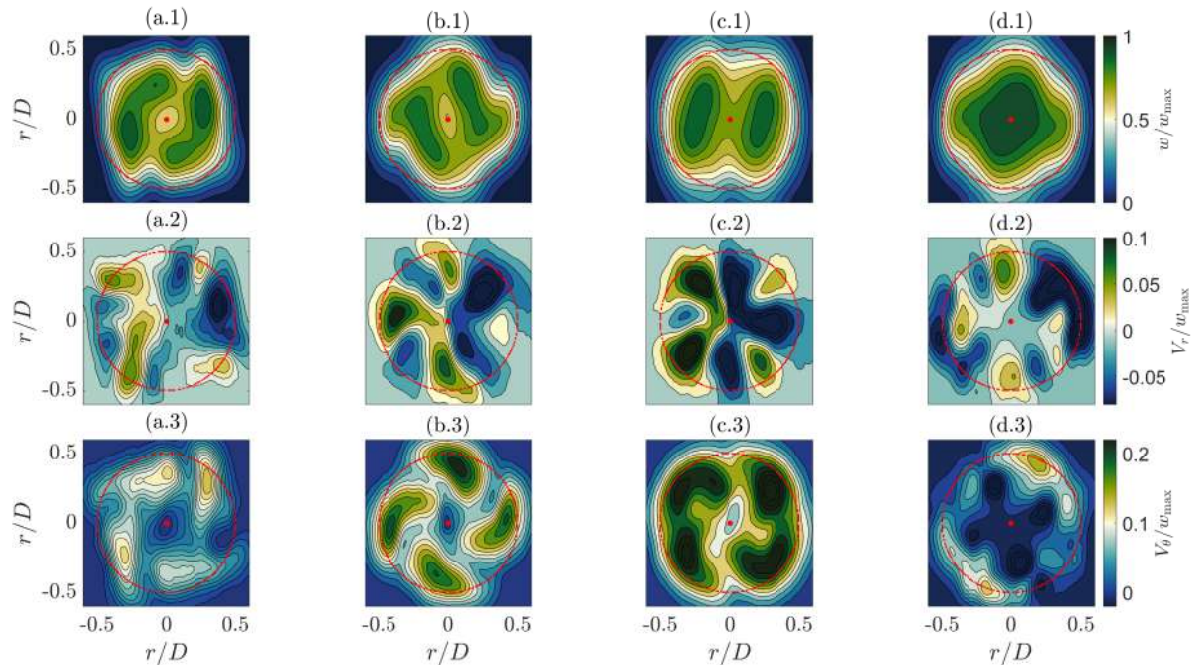 (a.1) (b.1) (c.1) (d.1)
0.5 1
r/D 0 0.5 w/w_max
-0.5 0
(a.2) (b.2) (c.2) (d.2)
0.5 0.1
0.05
r/D 0 0 V_r/w_max
-0.05
-0.5
(a.3) (b.3) (c.3) (d.3)
0.5 0.2
r/D 0 0.1 V_θ/w_max
-0.5 0
-0.5 0 0.5 -0.5 0 0.5 -0.5 0 0.5 -0.5 0 0.5
r/D r/D r/D r/D